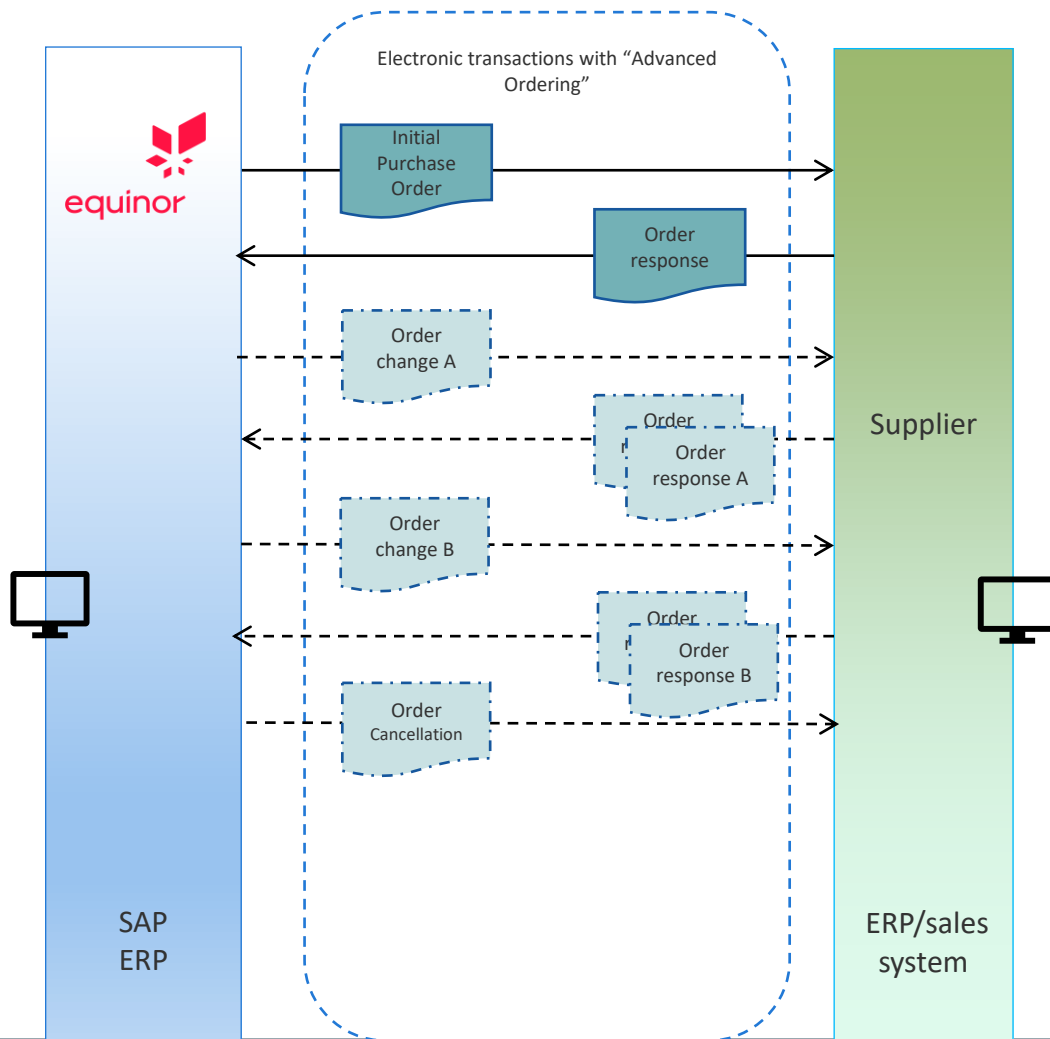 Electronic transactions with “Advanced
Ordering”
equinor
Initial
Purchase
Order
Order
response
Order
change A
Order
Order
response A
Supplier
Order
change B
Order
Order
response B
Order
Cancellation
SAP
ERP
ERP/sales
system